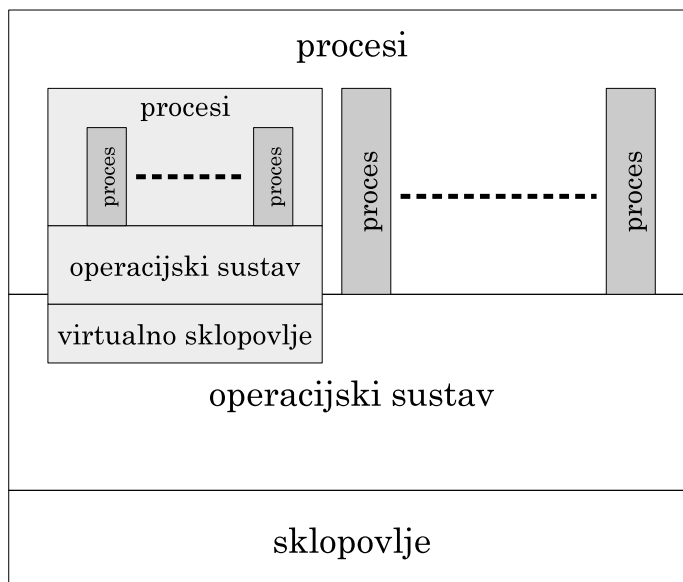 procesi
procesi
proces
proces
proces
proces
operacijski sustav
virtualno sklopovlje
operacijski sustav
sklopovlje